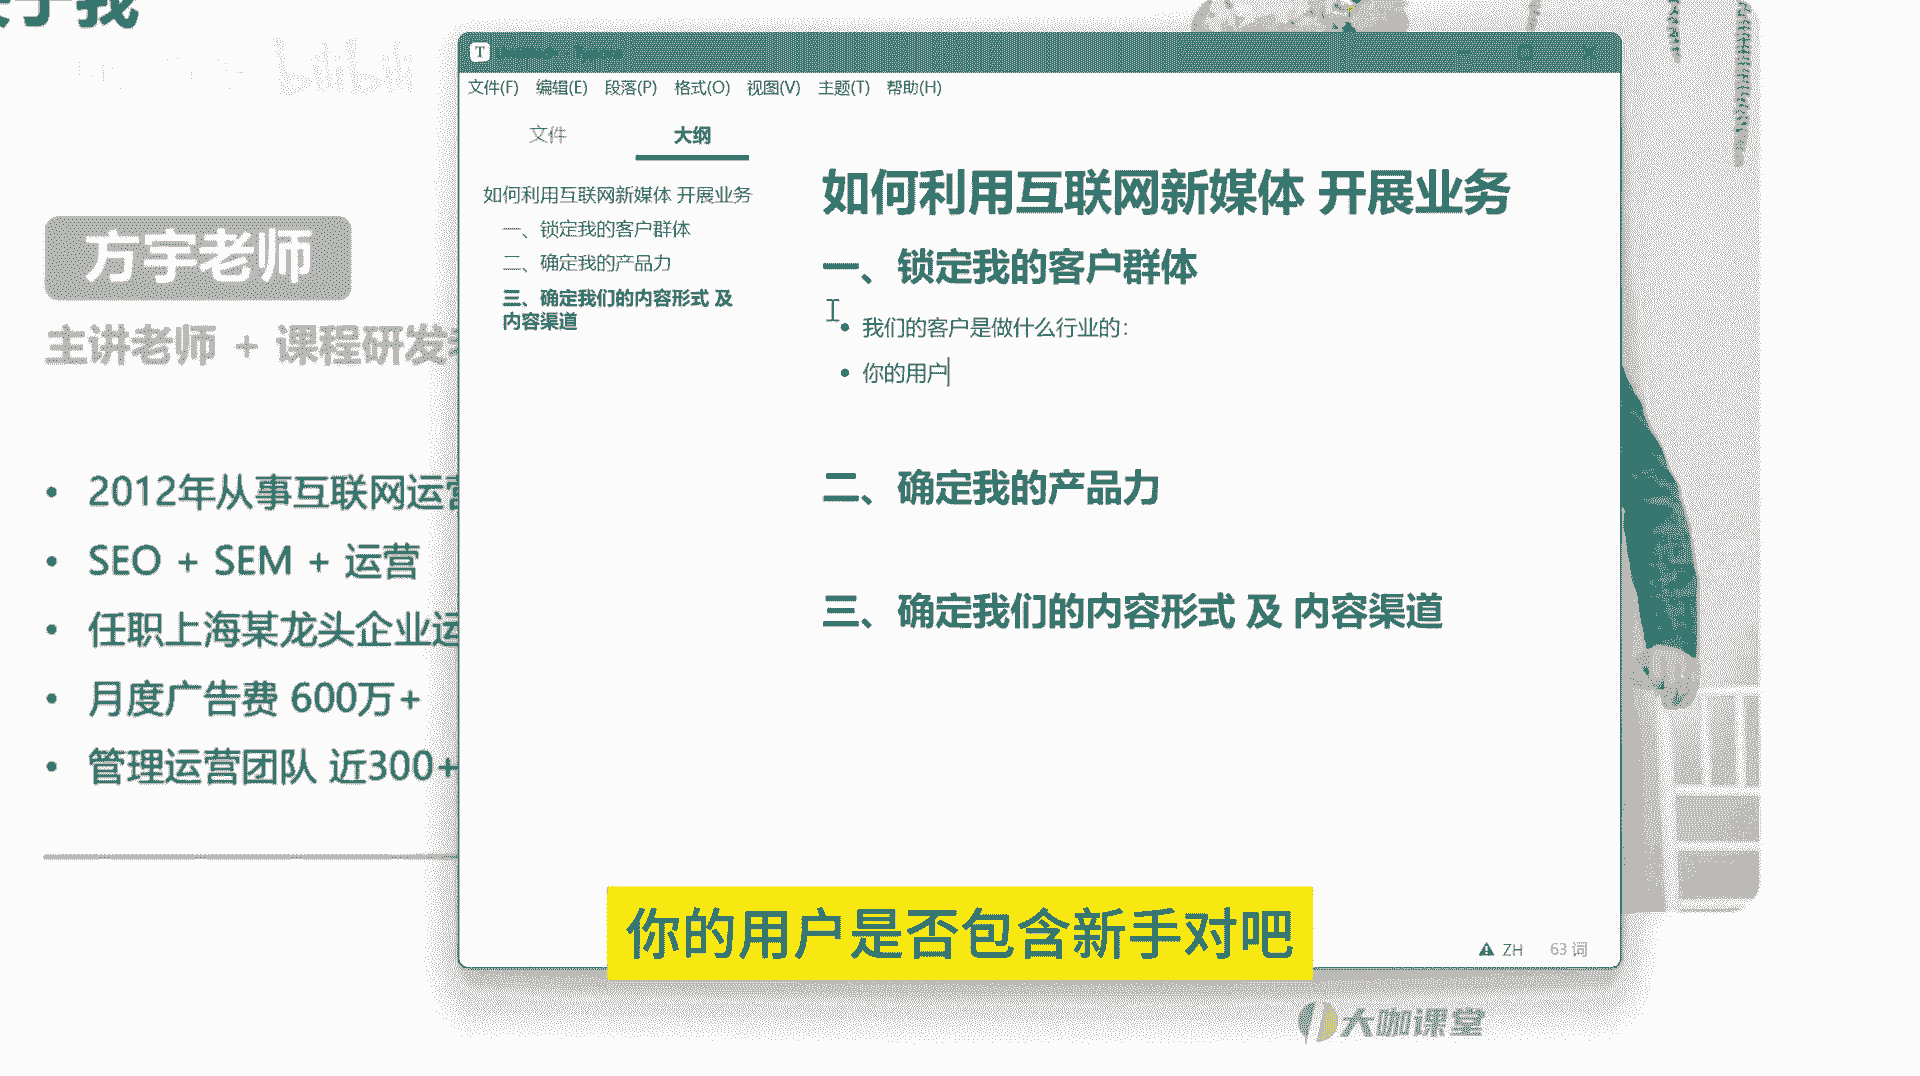 于我
bilibili
方宇老师
主讲老师 + 课程研发
• 2012年从事互联网运营
• SEO + SEM + 运营
• 任职上海某龙头企业运
• 月度广告费 600万+
• 管理运营团队 近300+
T
文件(F) 编辑(E) 段落(P) 格式(O) 视图(V) 主题(T) 帮助(H)
文件 大纲
如何利用互联网新媒体 开展业务
一、锁定我的客户群体
二、确定我的产品力
三、确定我们的内容形式 及
内容渠道
如何利用互联网新媒体 开展业务
一、锁定我的客户群体
• 我们的客户是做什么行业的：
• 你的用户
二、确定我的产品力
三、确定我们的内容形式 及 内容渠道
ZH 63 词
你的用户是否包含新手对吧
大咖课堂